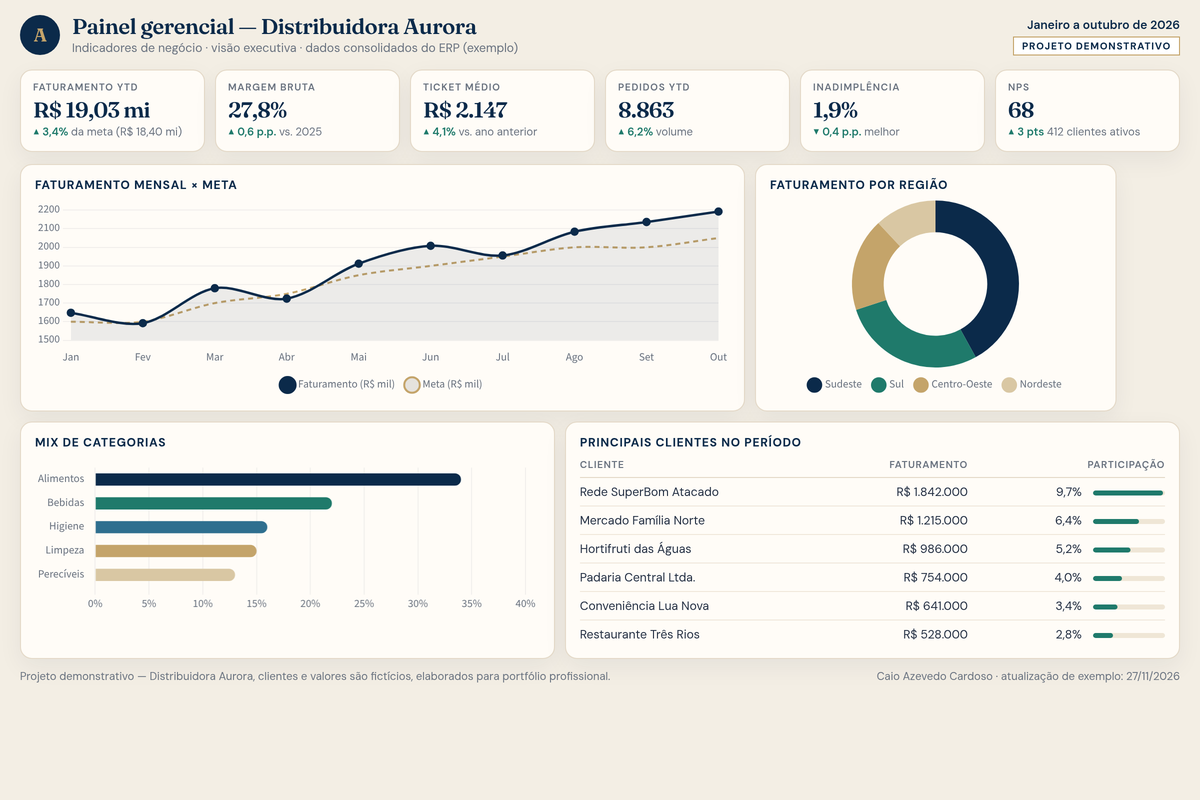 A
Painel gerencial — Distribuidora Aurora
Indicadores de negócio · visão executiva · dados consolidados do ERP (exemplo)
Janeiro a outubro de 2026
PROJETO DEMONSTRATIVO
FATURAMENTO YTD
R$ 19,03 mi
▲ 3,4% da meta (R$ 18,40 mi)
MARGEM BRUTA
27,8%
▲ 0,6 p.p. vs. 2025
TICKET MÉDIO
R$ 2.147
▲ 4,1% vs. ano anterior
PEDIDOS YTD
8.863
▲ 6,2% volume
INADIMPLÊNCIA
1,9%
▼ 0,4 p.p. melhor
NPS
68
▲ 3 pts 412 clientes ativos
FATURAMENTO MENSAL × META
2200
2100
2000
1900
1800
1700
1600
1500
Jan Fev Mar Abr Mai Jun Jul Ago Set Out
Faturamento (R$ mil) Meta (R$ mil)
FATURAMENTO POR REGIÃO
Sudeste Sul Centro-Oeste Nordeste
MIX DE CATEGORIAS
Alimentos
Bebidas
Higiene
Limpeza
Perecíveis
0% 5% 10% 15% 20% 25% 30% 35% 40%
PRINCIPAIS CLIENTES NO PERÍODO
CLIENTE FATURAMENTO PARTICIPAÇÃO
Rede SuperBom Atacado R$ 1.842.000 9,7%
Mercado Família Norte R$ 1.215.000 6,4%
Hortifruti das Águas R$ 986.000 5,2%
Padaria Central Ltda. R$ 754.000 4,0%
Conveniência Lua Nova R$ 641.000 3,4%
Restaurante Três Rios R$ 528.000 2,8%
Projeto demonstrativo — Distribuidora Aurora, clientes e valores são fictícios, elaborados para portfólio profissional.
Caio Azevedo Cardoso · atualização de exemplo: 27/11/2026